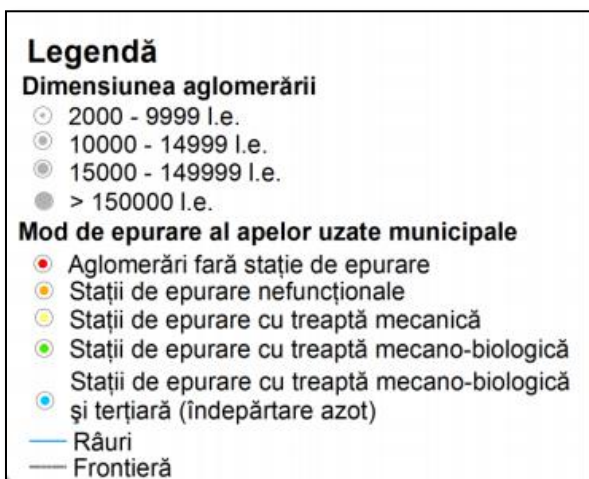 Legendă
Dimensiunea aglomerării
2000 - 9999 l.e.
10000 - 14999 l.e.
15000 - 149999 l.e.
> 150000 l.e.
Mod de epurare al apelor uzate municipale
Aglomerări fară stație de epurare
Stații de epurare nefuncționale
Stații de epurare cu treaptă mecanică
Stații de epurare cu treaptă mecano-biologică
Stații de epurare cu treaptă mecano-biologică
și terțiară (îndepărtare azot)
Râuri
Frontieră